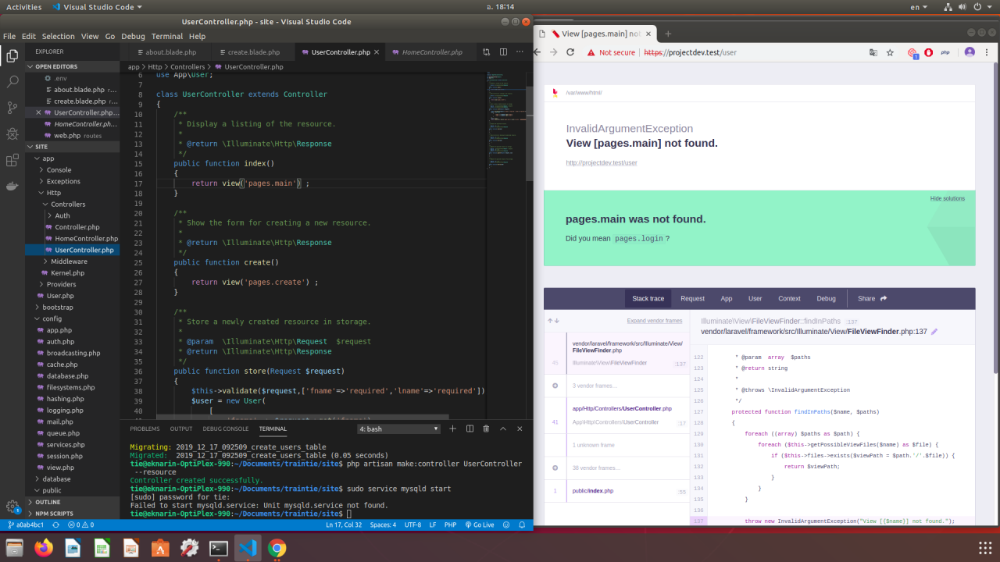 Activities
Visual Studio Code
อ. 18:14
en
UserController.php - site - Visual Studio Code
File Edit Selection View Go Debug Terminal Help
EXPLORER
OPEN EDITORS
.env
about.blade.php r...
create.blade.php r...
UserController.php...
HomeController.p...
web.php routes
SITE
app
Console
Exceptions
Http
Controllers
Auth
Controller.php
HomeController.php
UserController.php
Middleware
Kernel.php
Providers
User.php
bootstrap
config
app.php
auth.php
broadcasting.php
cache.php
database.php
filesystems.php
hashing.php
logging.php
mail.php
queue.php
services.php
session.php
view.php
database
public
OUTLINE
NPM SCRIPTS
about.blade.php create.blade.php UserController.php HomeController.php
app > Http > Controllers > UserController.php
6 use App\User;
7
8 class UserController extends Controller
9 {
10 /**
11 * Display a listing of the resource.
12 *
13 * @return \Illuminate\Http\Response
14 */
15 public function index()
16 {
17 return view('pages.main') ;
18 }
19
20 /**
21 * Show the form for creating a new resource.
22 *
23 * @return \Illuminate\Http\Response
24 */
25 public function create()
26 {
27 return view('pages.create') ;
28 }
29
30 /**
31 * Store a newly created resource in storage.
32 *
33 * @param \Illuminate\Http\Request $request
34 * @return \Illuminate\Http\Response
35 */
36 public function store(Request $request)
37 {
38 $this->validate($request,['fname'=>'required','lname'=>'required'])
39 $user = new User(
40 [
PROBLEMS OUTPUT DEBUG CONSOLE TERMINAL
4: bash
Migrating: 2019_12_17_092509_create_users_table
Migrated: 2019_12_17_092509_create_users_table (0.05 seconds)
tie@eknarin-OptiPlex-990:~/Documents/traintie/site$ php artisan make:controller UserController
--resource
Controller created successfully.
tie@eknarin-OptiPlex-990:~/Documents/traintie/site$ sudo service mysqld start
[sudo] password for tie:
Failed to start mysqld.service: Unit mysqld.service not found.
tie@eknarin-OptiPlex-990:~/Documents/traintie/site$
1
a0ab4bc1
0 0
Ln 17, Col 32 Spaces: 4 UTF-8 LF PHP Go Live
View [pages.main] not
Not secure
https://projectdev.test/user
1
php
/var/www/html/
InvalidArgumentException
View [pages.main] not found.
http://projectdev.test/user
Hide solutions
pages.main was not found.
Did you mean pages.login ?
Stack trace Request App User Context Debug Share
Expand vendor frames
vendor/laravel/framework/src/Illuminate/View/
FileViewFinder.php
45
Illuminate\View\FileViewFinder :137
3 vendor frames...
app/Http/Controllers/UserController.php
41
App\Http\Controllers\UserController :17
1 unknown frame
38 vendor frames...
1 public/index.php :55
Illuminate\View\FileViewFinder::findInPaths :137
vendor/laravel/framework/src/Illuminate/View/FileViewFinder.php:137
122 * @param array $paths
123 * @return string
124 *
125 * @throws \InvalidArgumentException
126 */
127 protected function findInPaths($name, $paths)
128 {
129 foreach ((array) $paths as $path) {
130 foreach ($this->getPossibleViewFiles($name) as $file) {
131 if ($this->files->exists($viewPath = $path.'/'.$file)) {
132 return $viewPath;
133 }
134 }
135 }
136
137 throw new InvalidArgumentException("View [{$name}] not found.");